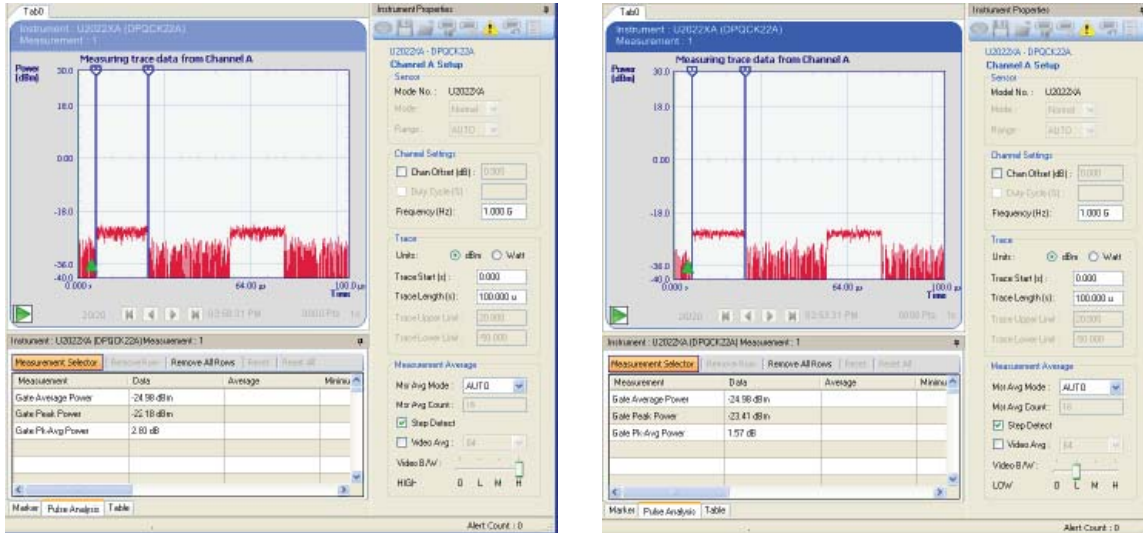 Tab0
Instrument : U2022XA (DPQCK22A)
Measurement : 1
Measuring trace data from Channel A
Power
(dBm)
30.0
18.0
0.00
-18.0
-36.0
-40.0
0.000 s
64.00 µs
100.0 µs
Time
20/20
Instrument : U2022XA (DPQCK22A) Measurement : 1
Measurement Selector
Remove Row
Remove All Rows
Reset
Reset All
Measurement Data Average
Gate Average Power -24.98 dBm
Gate Peak Power -22.18 dBm
Gate Pk-Avg Power 2.80 dB
Marker Pulse Analysis Table
Instrument Properties
U2022XA - DPQCK22A
Channel A Setup
Sensor
Mode No. : U2022XA
Mode : Normal
Range : AUTO
Channel Settings
Chan Offset (dB) : 0.000
Duty Cycle (%) :
Frequency (Hz) : 1.000 G
Trace
Units : dBm Watt
Trace Start (s) : 0.000
Trace Length (s) : 100.000 u
Trace Upper Limit 20.000
Trace Lower Limit -50.000
Measurement Average
Msr Avg Mode : AUTO
Msr Avg Count :
Step Detect
Video Avg : 64
Video B/W :
HIGH O L M H
Alert Count : 0
Tab0
Instrument : U2022XA (DPQCK22A)
Measurement : 1
Measuring trace data from Channel A
Power
(dBm)
30.0
18.0
0.00
-18.0
-36.0
-40.0
0.000 s
64.00 µs
100.0 µs
Time
20/20
Instrument : U2022XA (DPQCK22A) Measurement : 1
Measurement Selector
Remove All Rows
Reset
Reset All
Measurement Data Average
Gate Average Power -24.98 dBm
Gate Peak Power -23.41 dBm
Gate Pk-Avg Power 1.57 dB
Marker Pulse Analysis Table
Instrument Properties
U2022XA - DPQCK22A
Channel A Setup
Sensor
Model No. : U2022XA
Mode : Normal
Range : AUTO
Channel Settings
Chan Offset (dB) : 0.000
Duty Cycle (%) :
Frequency (Hz) : 1.000 G
Trace
Units : dBm Watt
Trace Start (s) : 0.000
Trace Length (s) : 100.000 u
Trace Upper Limit 20.000
Trace Lower Limit -50.000
Measurement Average
Msr Avg Mode : AUTO
Msr Avg Count :
Step Detect
Video Avg : 64
Video B/W :
LOW O L M H
Alert Count : 0